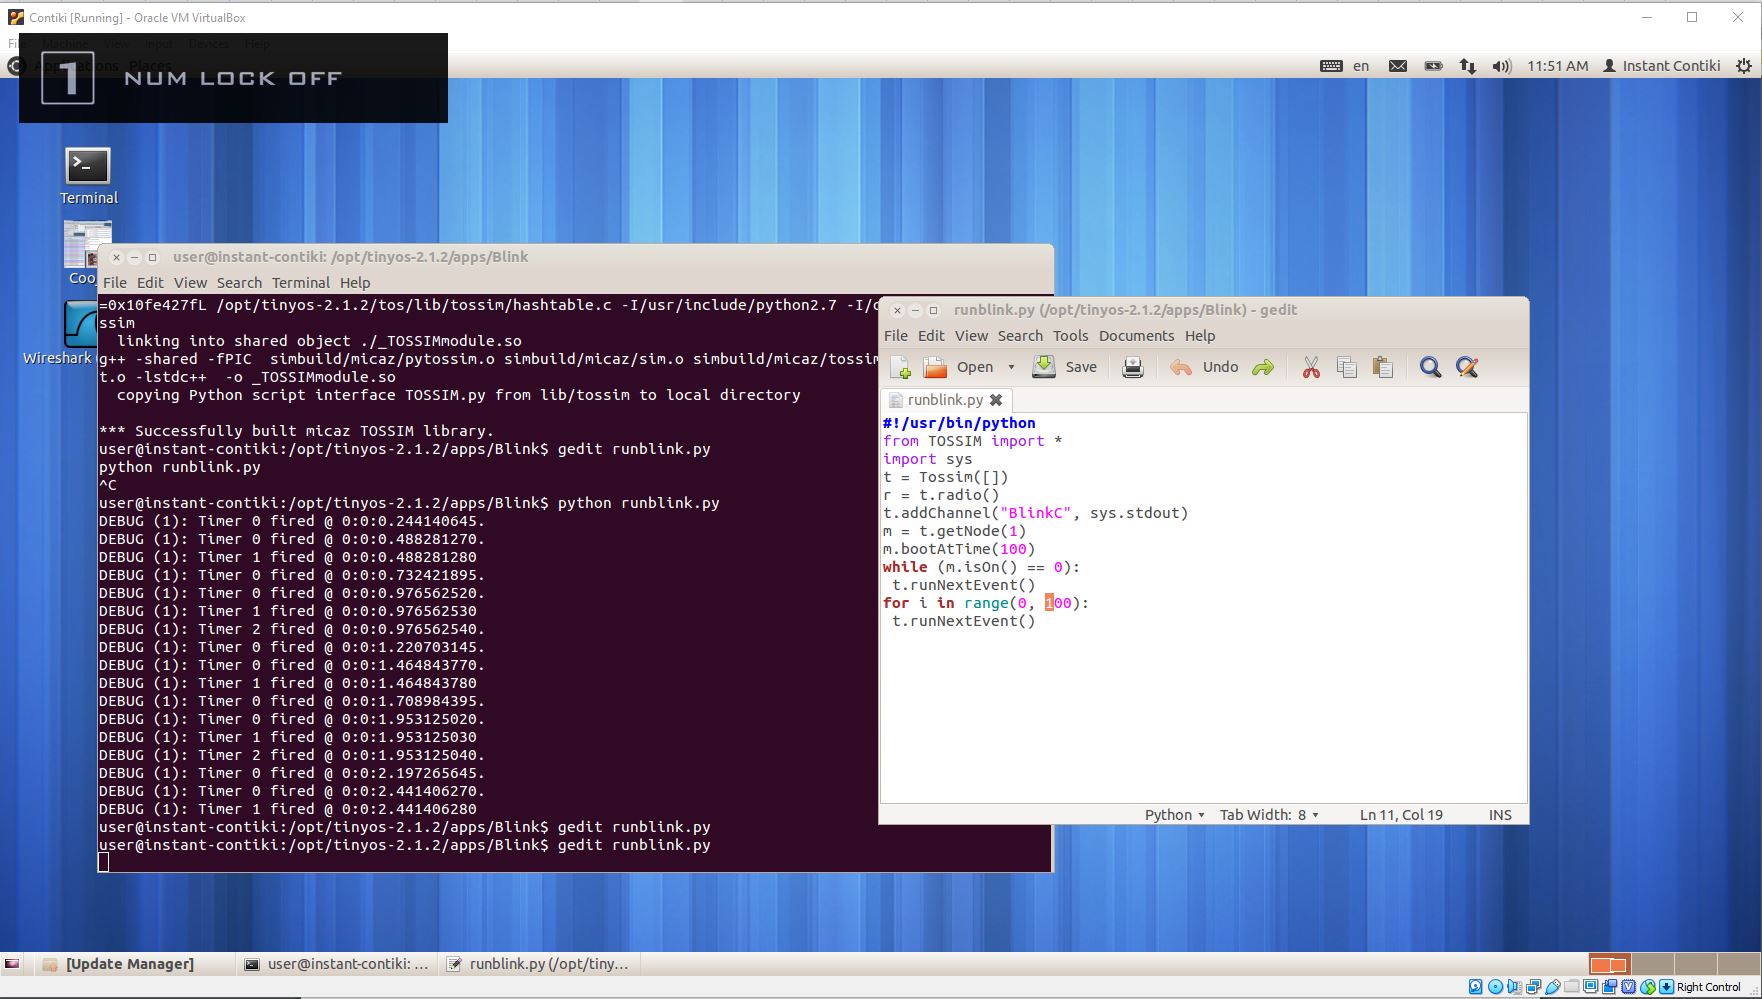 Contiki [Running] - Oracle VM VirtualBox
File Machine View Input Devices Help
Applications Places
1 NUM LOCK OFF
en 11:51 AM Instant Contiki
Terminal
Coo
Wireshark
user@instant-contiki: /opt/tinyos-2.1.2/apps/Blink
File Edit View Search Terminal Help
=0x10fe427fL /opt/tinyos-2.1.2/tos/lib/tossim/hashtable.c -I/usr/include/python2.7 -I/
ssim
linking into shared object ./_TOSSIMmodule.so
g++ -shared -fPIC simbuild/micaz/pytossim.o simbuild/micaz/sim.o simbuild/micaz/tossim
t.o -lstdc++ -o _TOSSIMmodule.so
copying Python script interface TOSSIM.py from lib/tossim to local directory
*** Successfully built micaz TOSSIM library.
user@instant-contiki:/opt/tinyos-2.1.2/apps/Blink$ gedit runblink.py
python runblink.py
^C
user@instant-contiki:/opt/tinyos-2.1.2/apps/Blink$ python runblink.py
DEBUG (1): Timer 0 fired @ 0:0:0.244140645.
DEBUG (1): Timer 0 fired @ 0:0:0.488281270.
DEBUG (1): Timer 1 fired @ 0:0:0.488281280
DEBUG (1): Timer 0 fired @ 0:0:0.732421895.
DEBUG (1): Timer 0 fired @ 0:0:0.976562520.
DEBUG (1): Timer 1 fired @ 0:0:0.976562530
DEBUG (1): Timer 2 fired @ 0:0:0.976562540.
DEBUG (1): Timer 0 fired @ 0:0:1.220703145.
DEBUG (1): Timer 0 fired @ 0:0:1.464843770.
DEBUG (1): Timer 1 fired @ 0:0:1.464843780
DEBUG (1): Timer 0 fired @ 0:0:1.708984395.
DEBUG (1): Timer 0 fired @ 0:0:1.953125020.
DEBUG (1): Timer 1 fired @ 0:0:1.953125030
DEBUG (1): Timer 2 fired @ 0:0:1.953125040.
DEBUG (1): Timer 0 fired @ 0:0:2.197265645.
DEBUG (1): Timer 0 fired @ 0:0:2.441406270.
DEBUG (1): Timer 1 fired @ 0:0:2.441406280
user@instant-contiki:/opt/tinyos-2.1.2/apps/Blink$ gedit runblink.py
user@instant-contiki:/opt/tinyos-2.1.2/apps/Blink$ gedit runblink.py
runblink.py (/opt/tinyos-2.1.2/apps/Blink) - gedit
File Edit View Search Tools Documents Help
Open Save Undo
runblink.py
#!/usr/bin/python
from TOSSIM import *
import sys
t = Tossim([])
r = t.radio()
t.addChannel("BlinkC", sys.stdout)
m = t.getNode(1)
m.bootAtTime(100)
while (m.isOn() == 0):
t.runNextEvent()
for i in range(0, 100):
t.runNextEvent()
Python Tab Width: 8 Ln 11, Col 19 INS
[Update Manager] user@instant-contiki: ... runblink.py (/opt/tiny...
Right Control